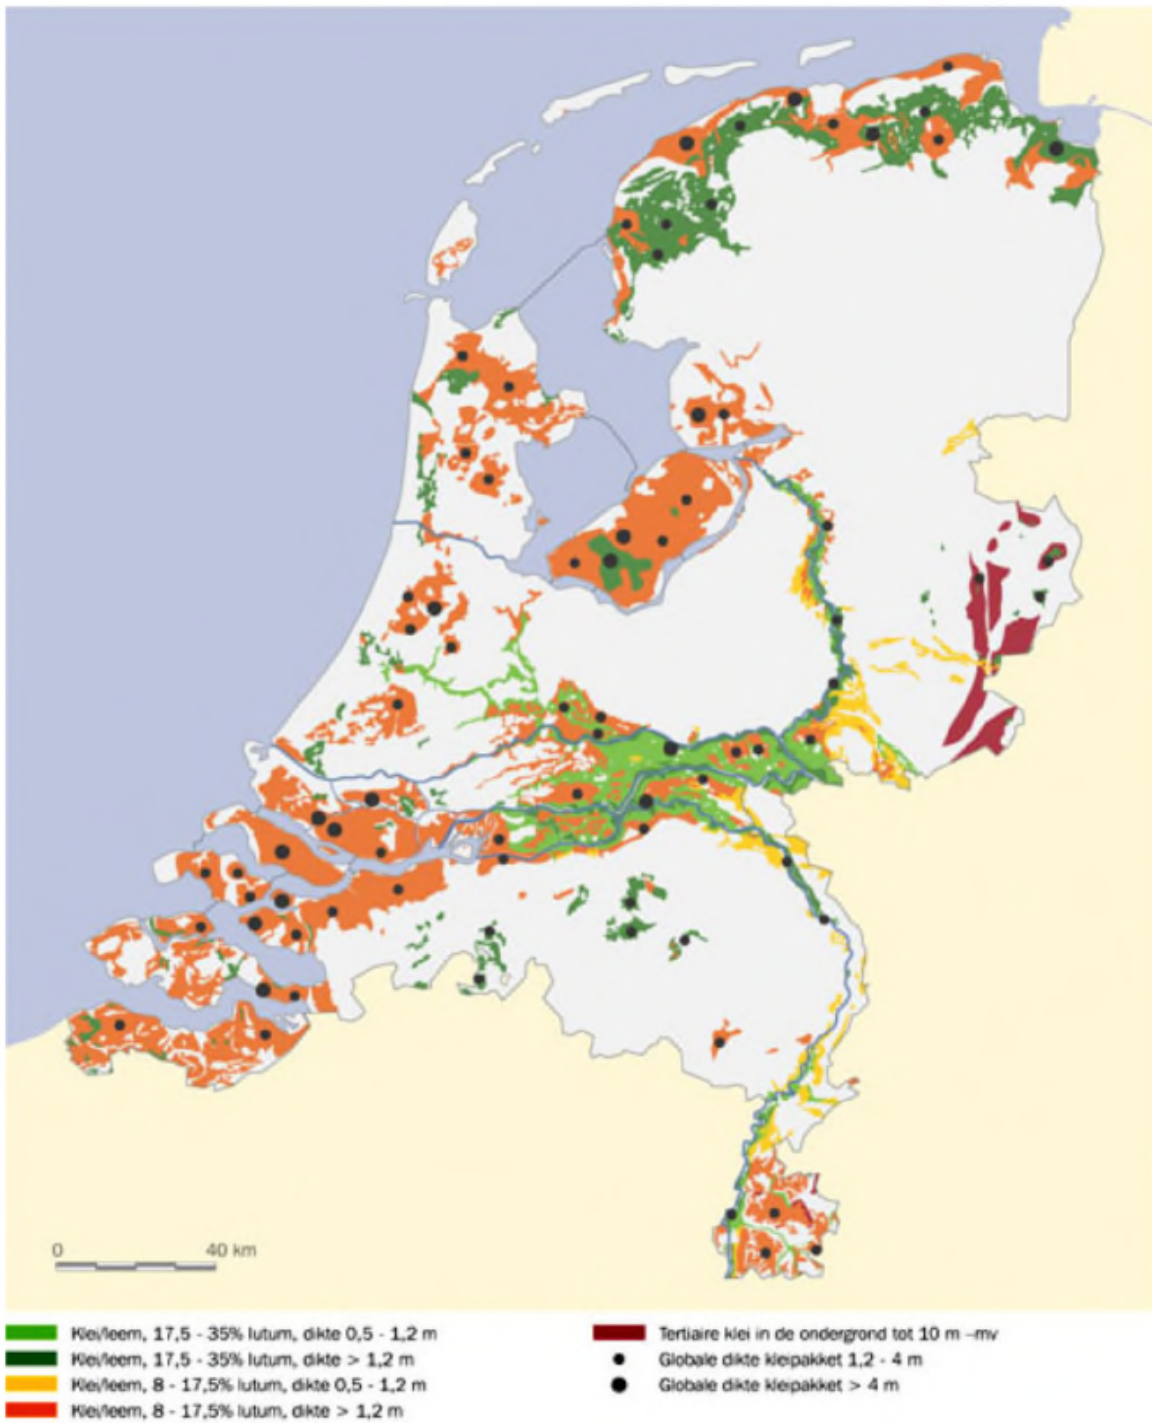 0 40 km
Klei/leem, 17,5 - 35% lutum, dikte 0,5 - 1,2 m
Klei/leem, 17,5 - 35% lutum, dikte > 1,2 m
Klei/leem, 8 - 17,5% lutum, dikte 0,5 - 1,2 m
Klei/leem, 8 - 17,5% lutum, dikte > 1,2 m
Tertiaire klei in de ondergrond tot 10 m –mv
Globale dikte kleipakket 1,2 - 4 m
Globale dikte kleipakket > 4 m